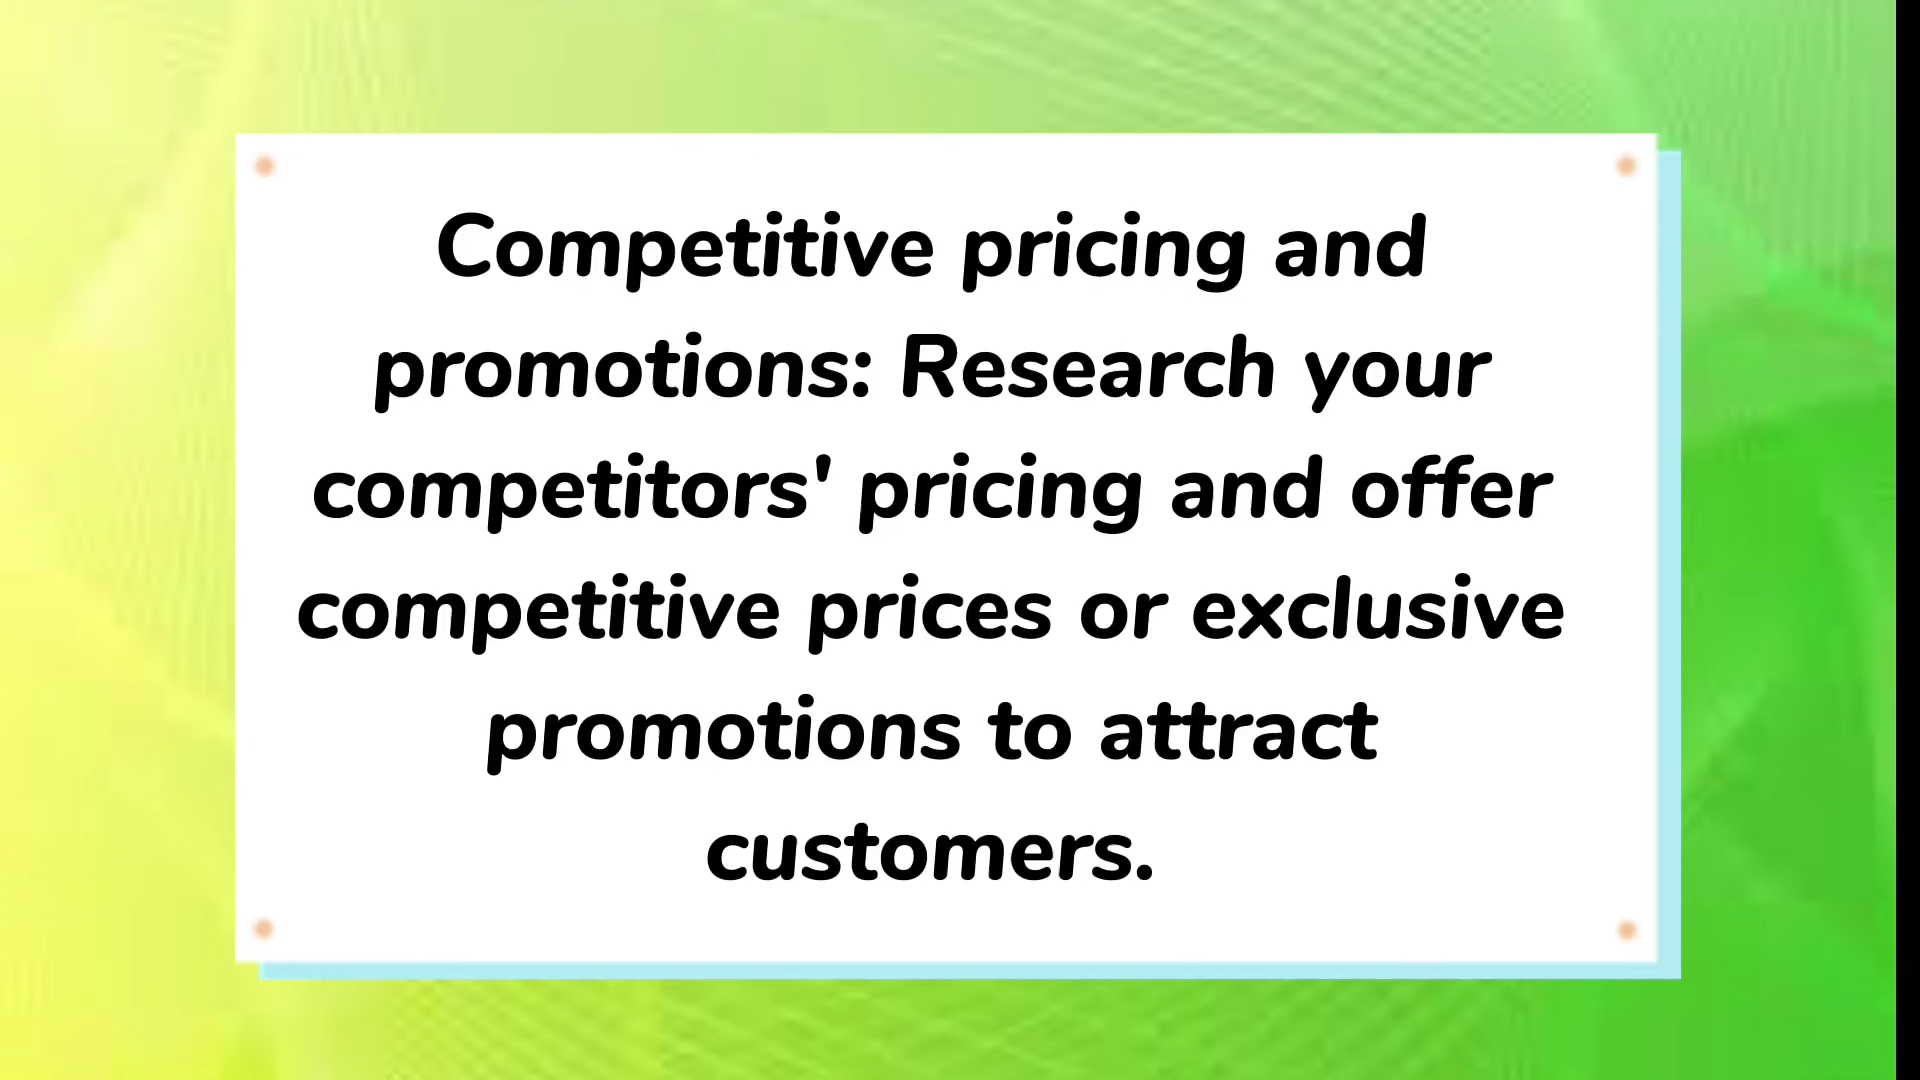 Competitive pricing and
promotions: Research your
competitors' pricing and offer
competitive prices or exclusive
promotions to attract
customers.